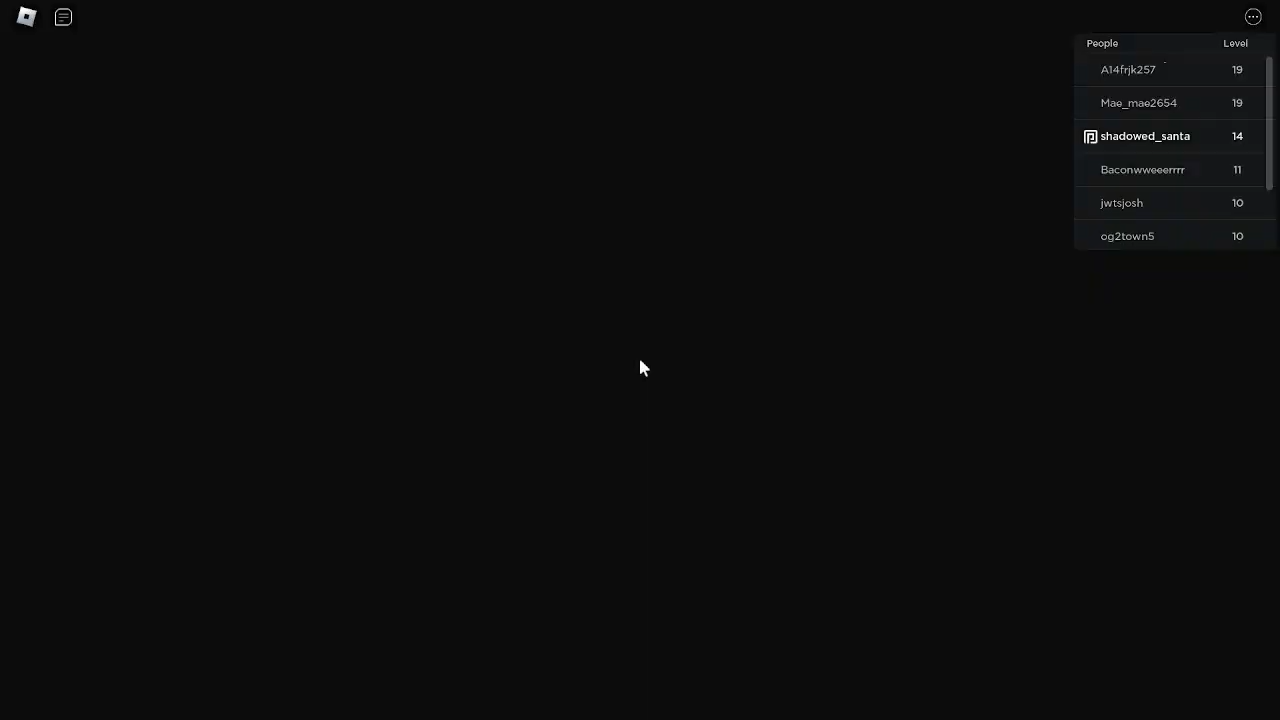 People Level
A14frjk257 19
Mae_mae2654 19
shadowed_santa 14
Baconwweeerrrr 11
jwtsjosh 10
og2town5 10